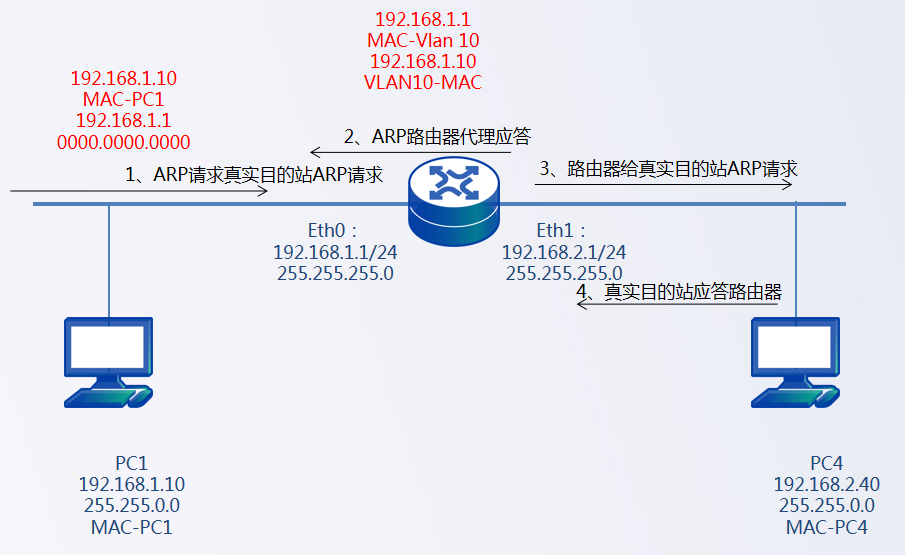 192.168.1.1
MAC-Vlan 10
192.168.1.10
VLAN10-MAC
192.168.1.10
MAC-PC1
192.168.1.1
0000.0000.0000
2、ARP路由器代理应答
1、ARP请求真实目的站ARP请求
3、路由器给真实目的站ARP请求
Eth0：
192.168.1.1/24
255.255.255.0
Eth1：
192.168.2.1/24
255.255.255.0
4、真实目的站应答路由器
PC1
192.168.1.10
255.255.0.0
MAC-PC1
PC4
192.168.2.40
255.255.0.0
MAC-PC4